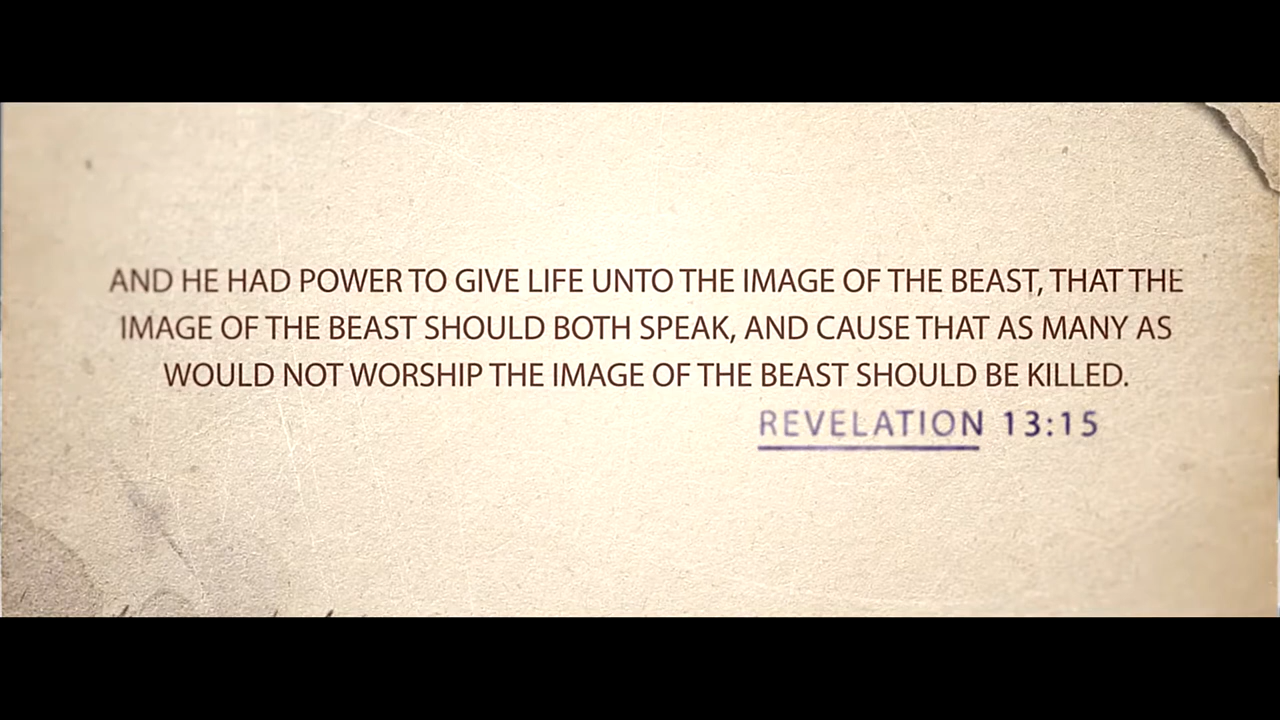 AND HE HAD POWER TO GIVE LIFE UNTO THE IMAGE OF THE BEAST, THAT THE
IMAGE OF THE BEAST SHOULD BOTH SPEAK, AND CAUSE THAT AS MANY AS
WOULD NOT WORSHIP THE IMAGE OF THE BEAST SHOULD BE KILLED.
REVELATION 13:15